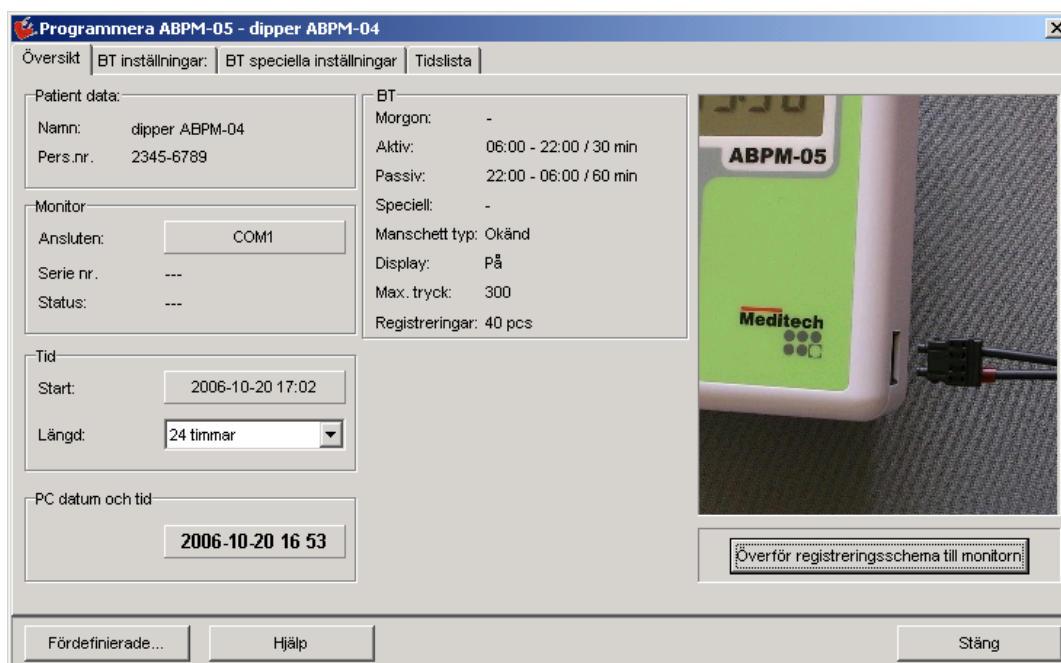 Programmera ABPM-05 - dipper ABPM-04
Översikt
BT inställningar:
BT speciella inställningar
Tidslista
Patient data:
Namn: dipper ABPM-04
Pers.nr. 2345-6789
Monitor
Ansluten: COM1
Serie nr. ---
Status: ---
Tid
Start: 2006-10-20 17:02
Längd: 24 timmar
PC datum och tid
2006-10-20 16 53
BT
Morgon: -
Aktiv: 06:00 - 22:00 / 30 min
Passiv: 22:00 - 06:00 / 60 min
Speciell: -
Manschett typ: Okänd
Display: På
Max. tryck: 300
Registreringar: 40 pcs
ABPM-05
Meditech
Överför registreringsschema till monitorn
Fördefinierade...
Hjälp
Stäng